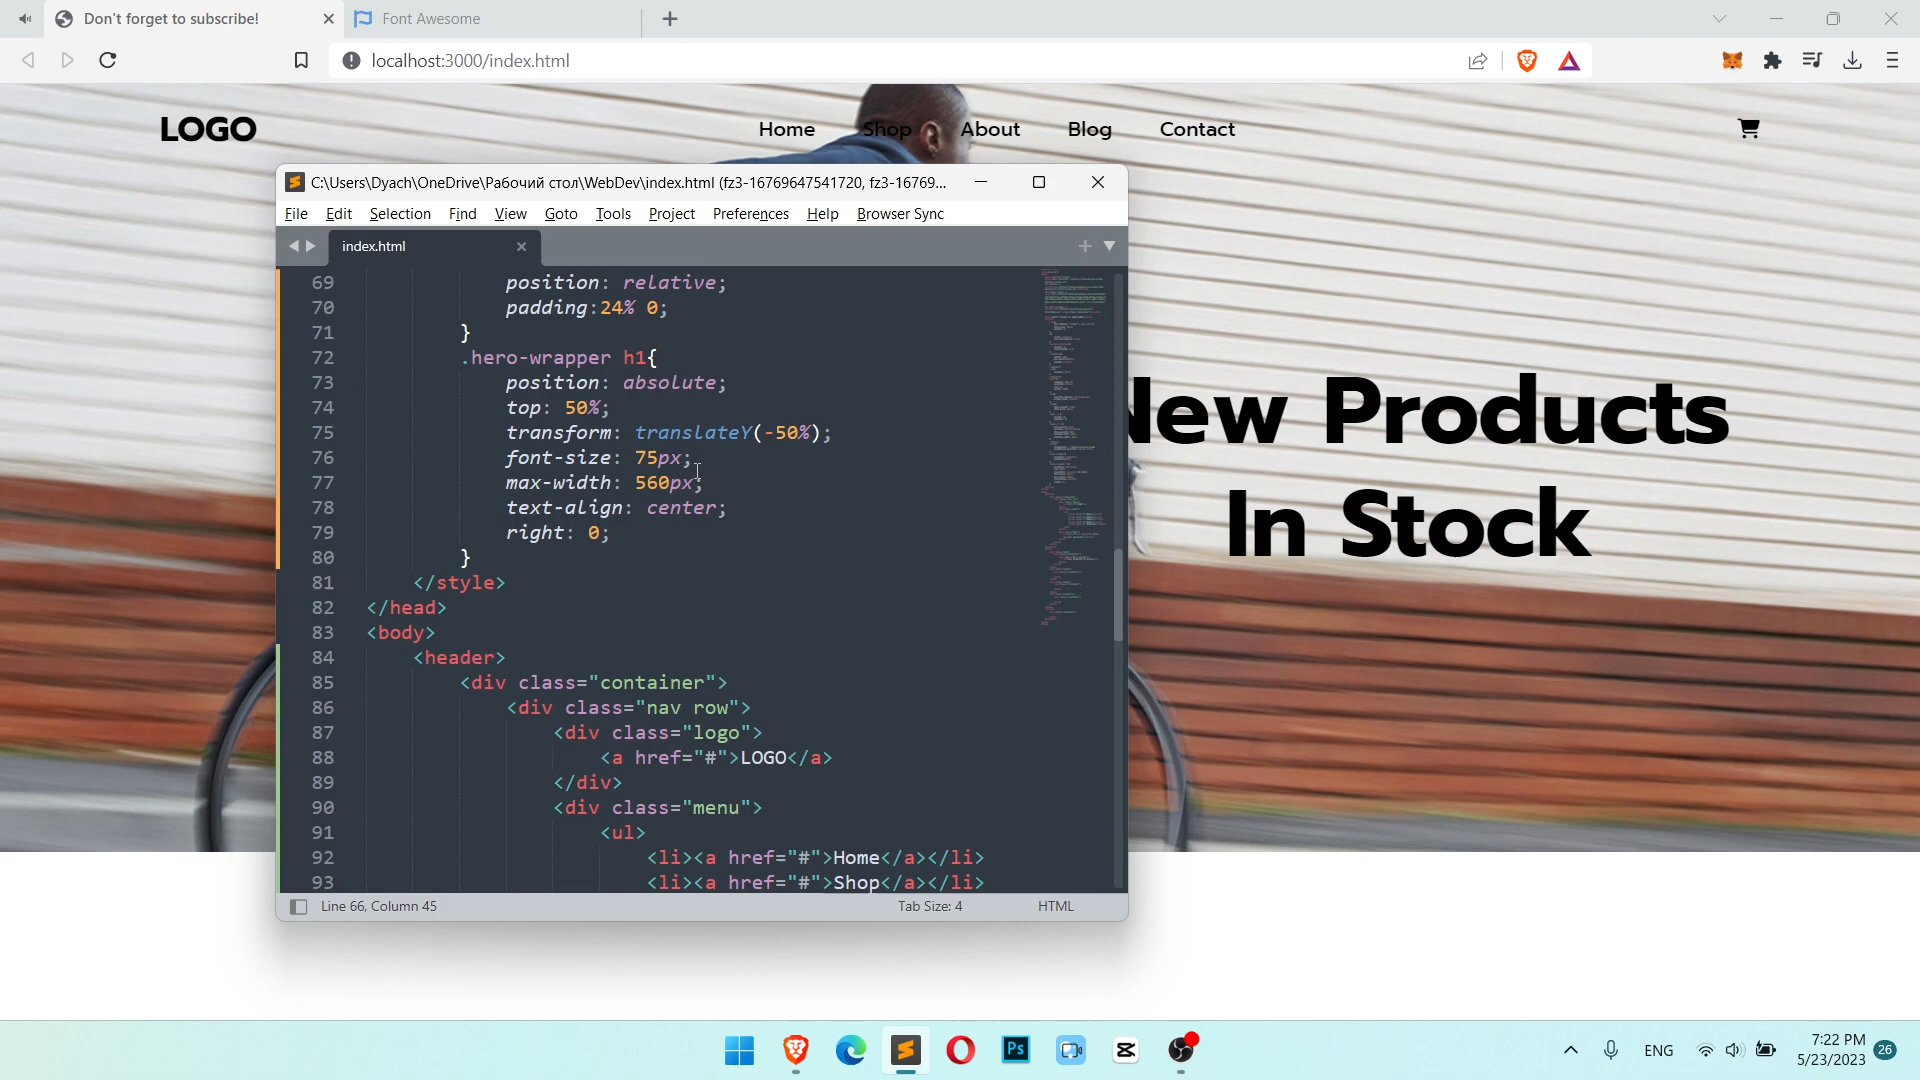 Don't forget to subscribe!
Font Awesome
localhost:3000/index.html
LOGO
Home
Shop
About
Blog
Contact
C:\Users\Dyach\OneDrive\Рабочий стол\WebDev\index.html (fz3-16769647541720, fz3-16769...
File Edit Selection Find View Goto Tools Project Preferences Help Browser Sync
index.html
69 position: relative;
70 padding:24% 0;
71 }
72 .hero-wrapper h1{
73 position: absolute;
74 top: 50%;
75 transform: translateY(-50%);
76 font-size: 75px;
77 max-width: 560px;
78 text-align: center;
79 right: 0;
80 }
81 </style>
82 </head>
83 <body>
84 <header>
85 <div class="container">
86 <div class="nav row">
87 <div class="logo">
88 <a href="#">LOGO</a>
89 </div>
90 <div class="menu">
91 <ul>
92 <li><a href="#">Home</a></li>
93 <li><a href="#">Shop</a></li>
Line 66, Column 45
Tab Size: 4
HTML
New Products
In Stock
Ps
ENG
7:22 PM
5/23/2023
26